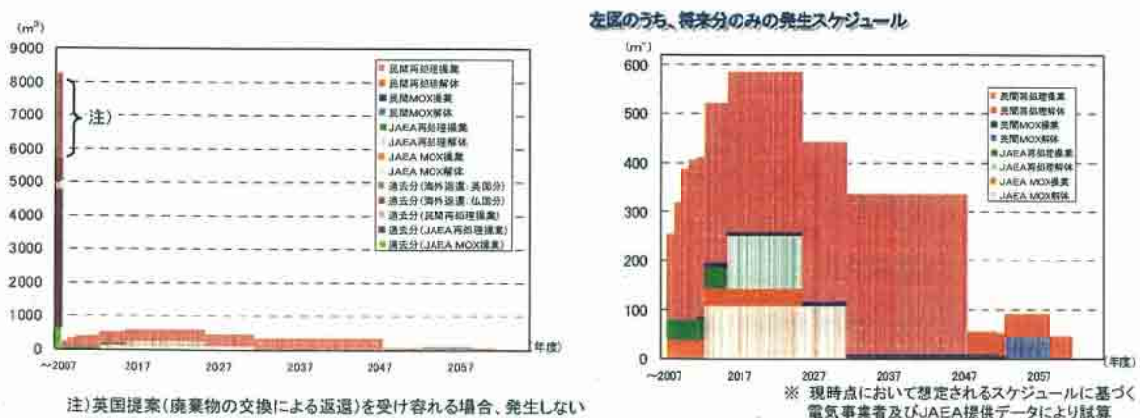 (m³)
9000
8000
7000
6000
5000
4000
3000
2000
1000
0
注)
民間再処理操業
民間再処理解体
民間MOX操業
民間MOX解体
JAEA再処理操業
JAEA再処理解体
JAEA MOX操業
JAEA MOX解体
過去分(海外返還:英国分)
過去分(海外返還:仏国分)
過去分(民間再処理操業)
過去分(JAEA再処理操業)
過去分(JAEA MOX操業)
~2007
2017
2027
2037
2047
2057
(年度)
注)英国提案(廃棄物の交換による返還)を受け容れる場合、発生しない
左図のうち、将来分のみの発生スケジュール
(m³)
600
500
400
300
200
100
0
民間再処理操業
民間再処理解体
民間MOX操業
民間MOX解体
JAEA再処理操業
JAEA再処理解体
JAEA MOX操業
JAEA MOX解体
~2007
2017
2027
2037
2047
2057
(年度)
※ 現時点において想定されるスケジュールに基づく
電気事業者及びJAEA提供データにより試算